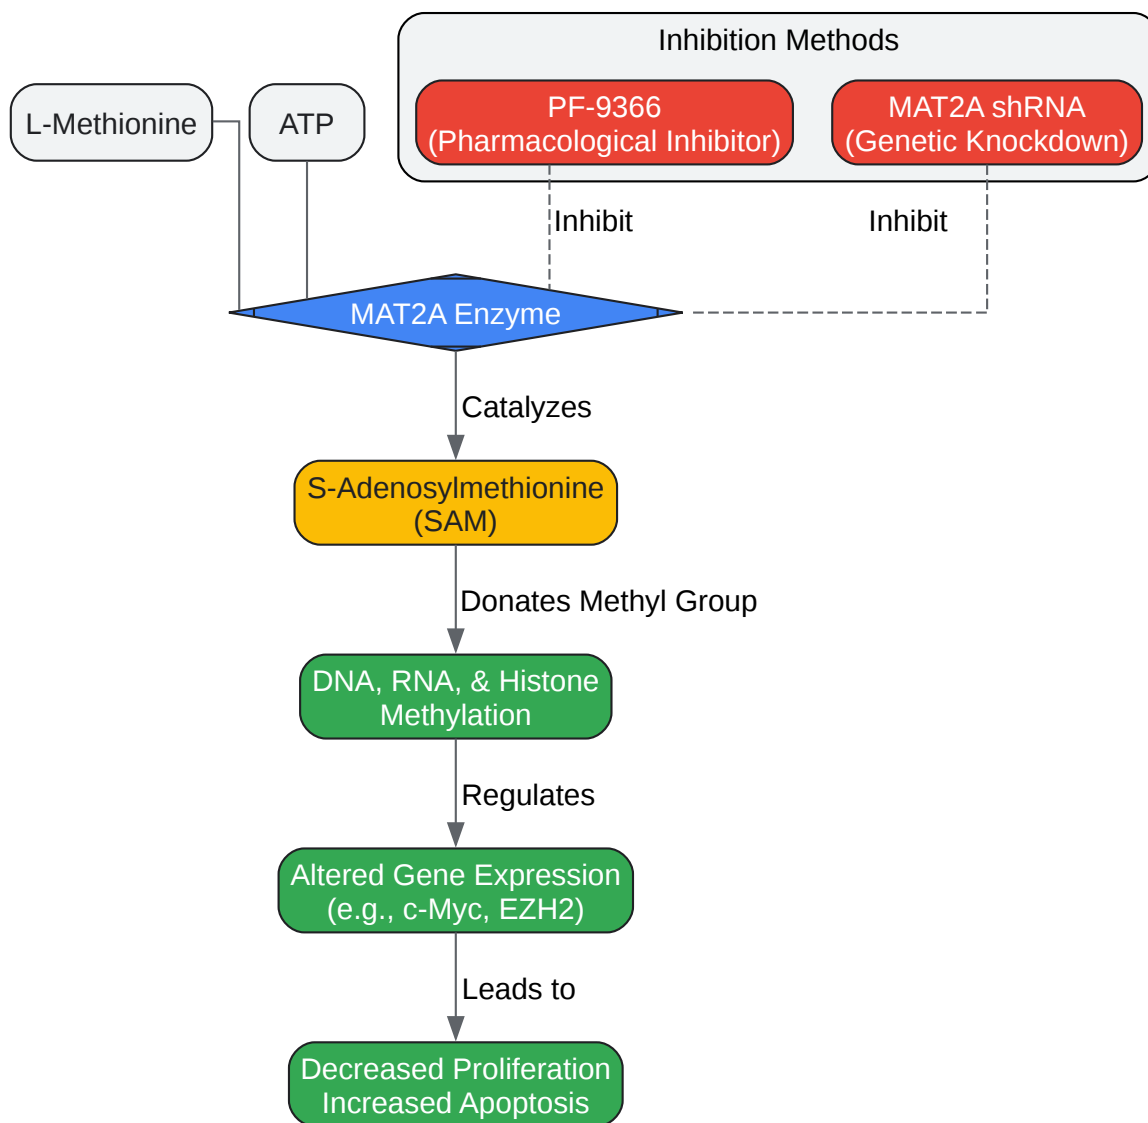 Inhibition Methods
L-Methionine
ATP
PF-9366
(Pharmacological Inhibitor)
MAT2A shRNA
(Genetic Knockdown)
Inhibit
Inhibit
MAT2A Enzyme
Catalyzes
S-Adenosylmethionine
(SAM)
Donates Methyl Group
DNA, RNA, & Histone
Methylation
Regulates
Altered Gene Expression
(e.g., c-Myc, EZH2)
Leads to
Decreased Proliferation
Increased Apoptosis